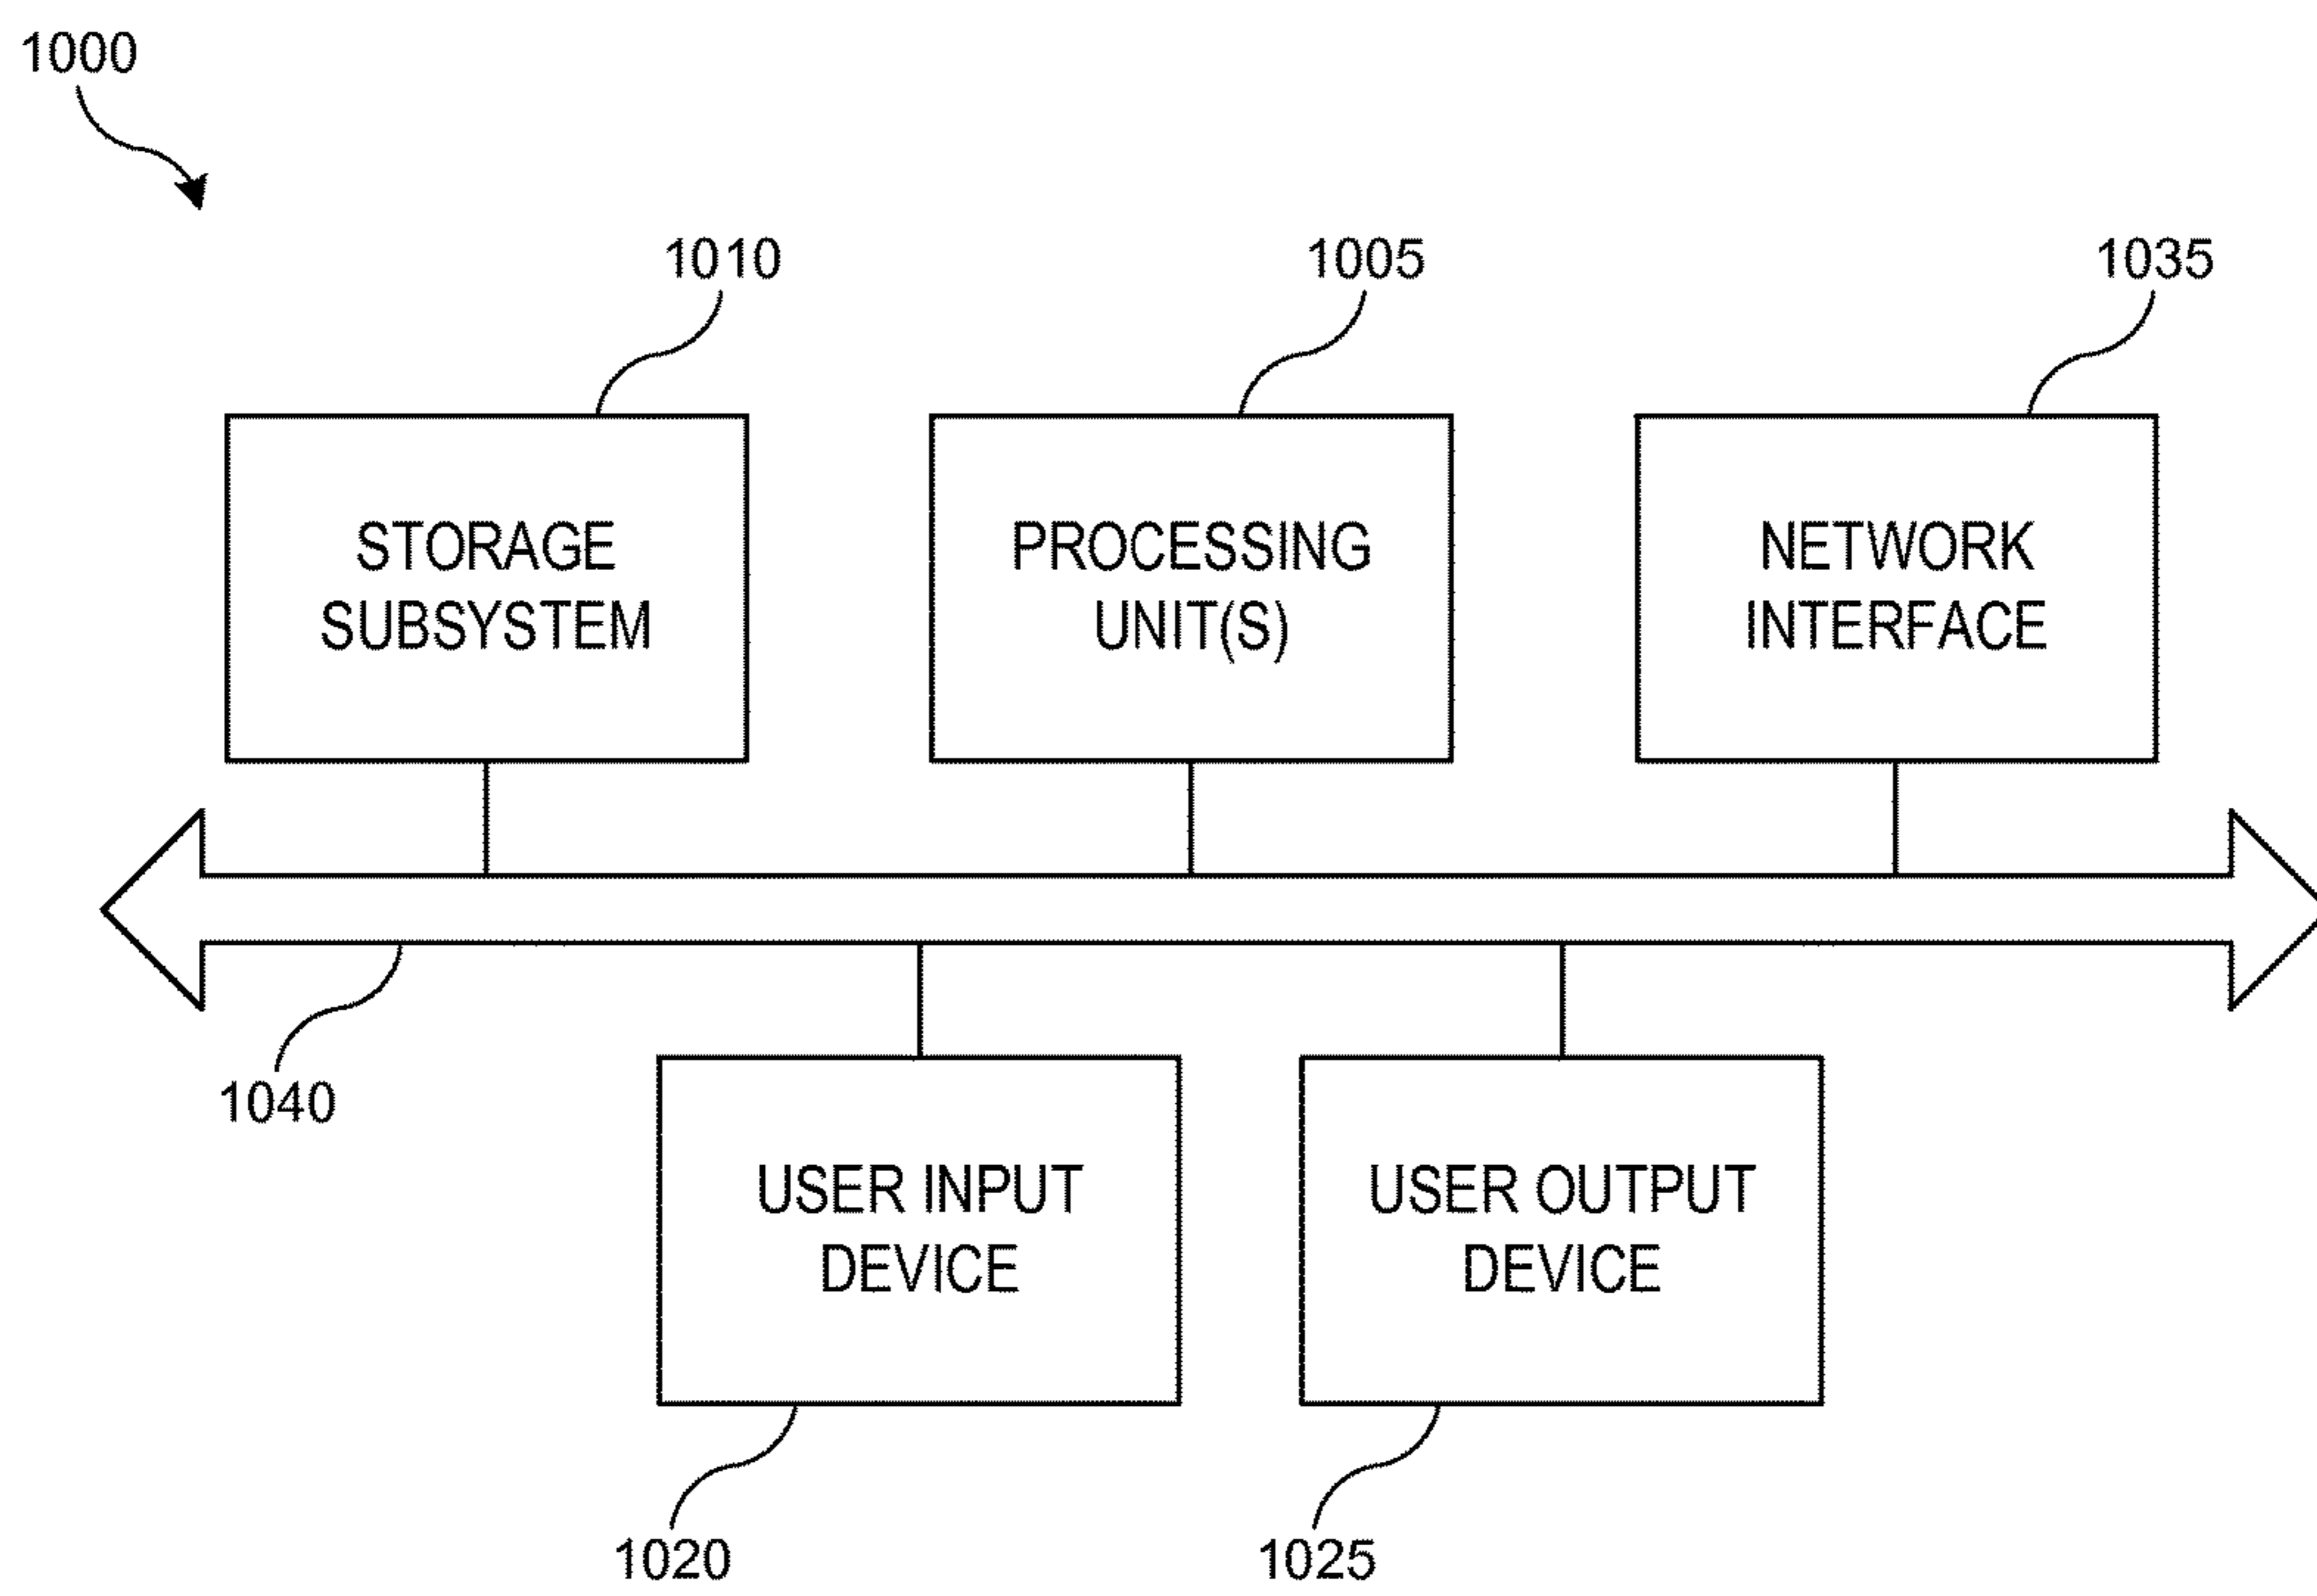 1000
1010
1005
1035
STORAGE
SUBSYSTEM
PROCESSING
UNIT(S)
NETWORK
INTERFACE
1040
USER INPUT
DEVICE
USER OUTPUT
DEVICE
1020
1025